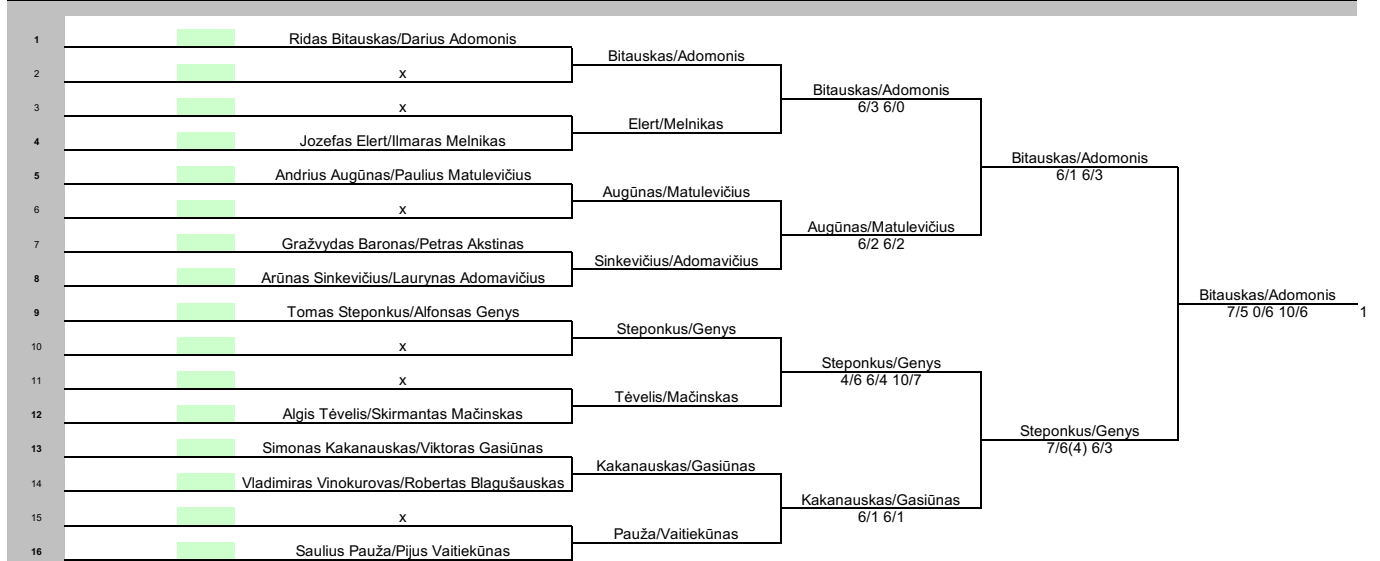 1 Ridas Bitauskas/Darius Adomonis
Bitauskas/Adomonis
2 x
Bitauskas/Adomonis
6/3 6/0
3 x
Elert/Melnikas
4 Jozefas Elert/Ilmaras Melnikas
Bitauskas/Adomonis
6/1 6/3
5 Andrius Augūnas/Paulius Matulevičius
Augūnas/Matulevičius
6 x
Augūnas/Matulevičius
6/2 6/2
7 Gražvydas Baronas/Petras Akstinas
Sinkevičius/Adomavičius
8 Arūnas Sinkevičius/Laurynas Adomavičius
Bitauskas/Adomonis
7/5 0/6 10/6 1
9 Tomas Steponkus/Alfonsas Genys
Steponkus/Genys
10 x
Steponkus/Genys
4/6 6/4 10/7
11 x
Tėvelis/Mačinskas
12 Algis Tėvelis/Skirmantas Mačinskas
Steponkus/Genys
7/6(4) 6/3
13 Simonas Kakanauskas/Viktoras Gasiūnas
Kakanauskas/Gasiūnas
14 Vladimiras Vinokurovas/Robertas Blagušauskas
Kakanauskas/Gasiūnas
6/1 6/1
15 x
Pauža/Vaitiekūnas
16 Saulius Pauža/Pijus Vaitiekūnas